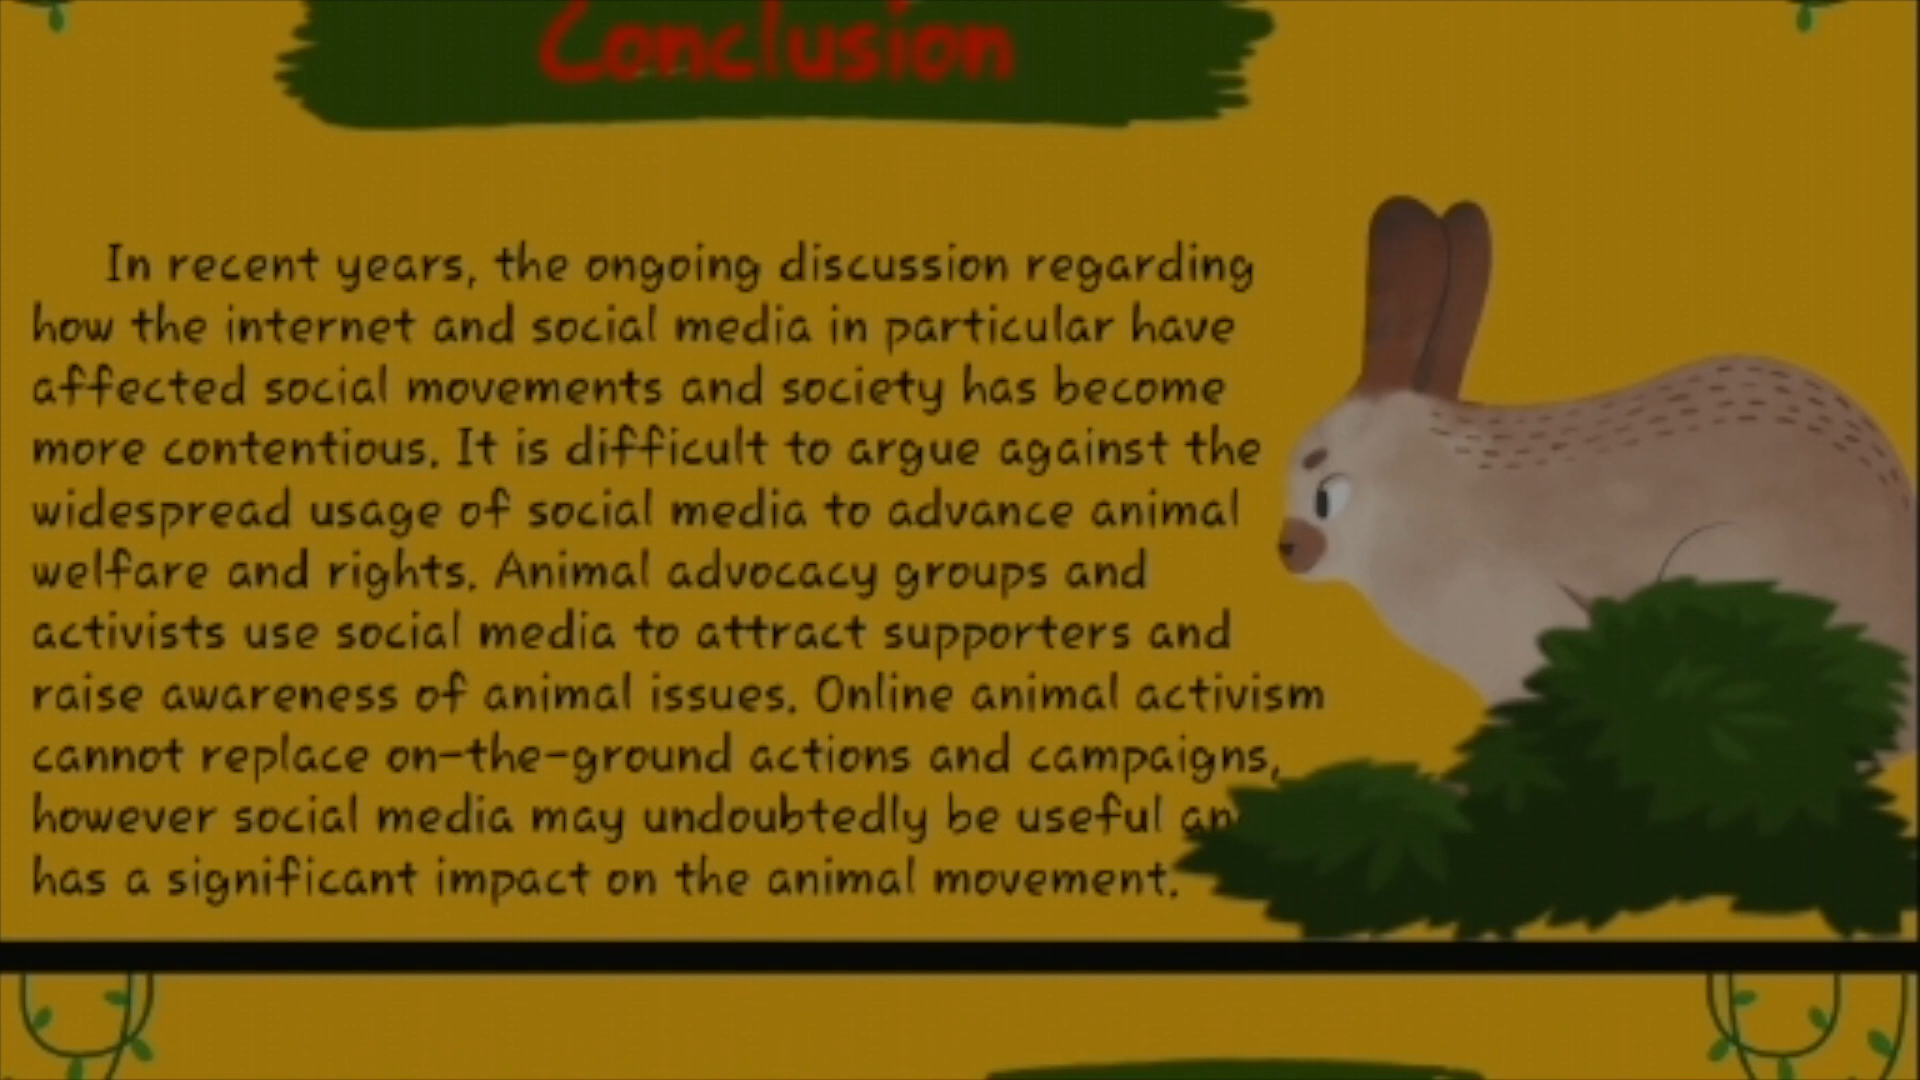 Conclusion
In recent years, the ongoing discussion regarding
how the internet and social media in particular have
affected social movements and society has become
more contentious. It is difficult to argue against the
widespread usage of social media to advance animal
welfare and rights. Animal advocacy groups and
activists use social media to attract supporters and
raise awareness of animal issues. Online animal activism
cannot replace on-the-ground actions and campaigns,
however social media may undoubtedly be useful an
has a significant impact on the animal movement.